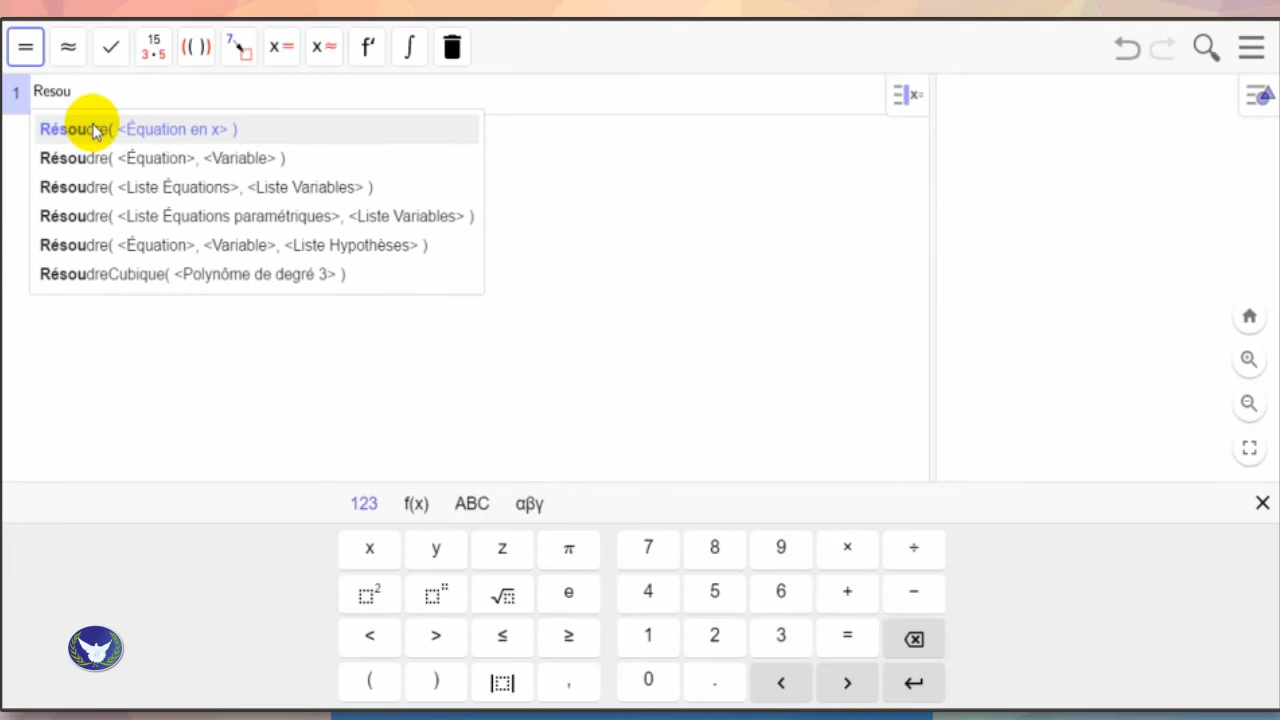 = ≈ ✓ 15 3·5 (( )) 7 x= x≈ f′ ∫
1 Resou
x=
Résoudre( <Équation en x> )
Résoudre( <Équation>, <Variable> )
Résoudre( <Liste Équations>, <Liste Variables> )
Résoudre( <Liste Équations paramétriques>, <Liste Variables> )
Résoudre( <Équation>, <Variable>, <Liste Hypothèses> )
RésoudreCubique( <Polynôme de degré 3> )
123 f(x) ABC αβγ
x y z π 7 8 9 × ÷
2 √ e 4 5 6 + −
< > ≤ ≥ 1 2 3 =
( ) | | , 0 . < >